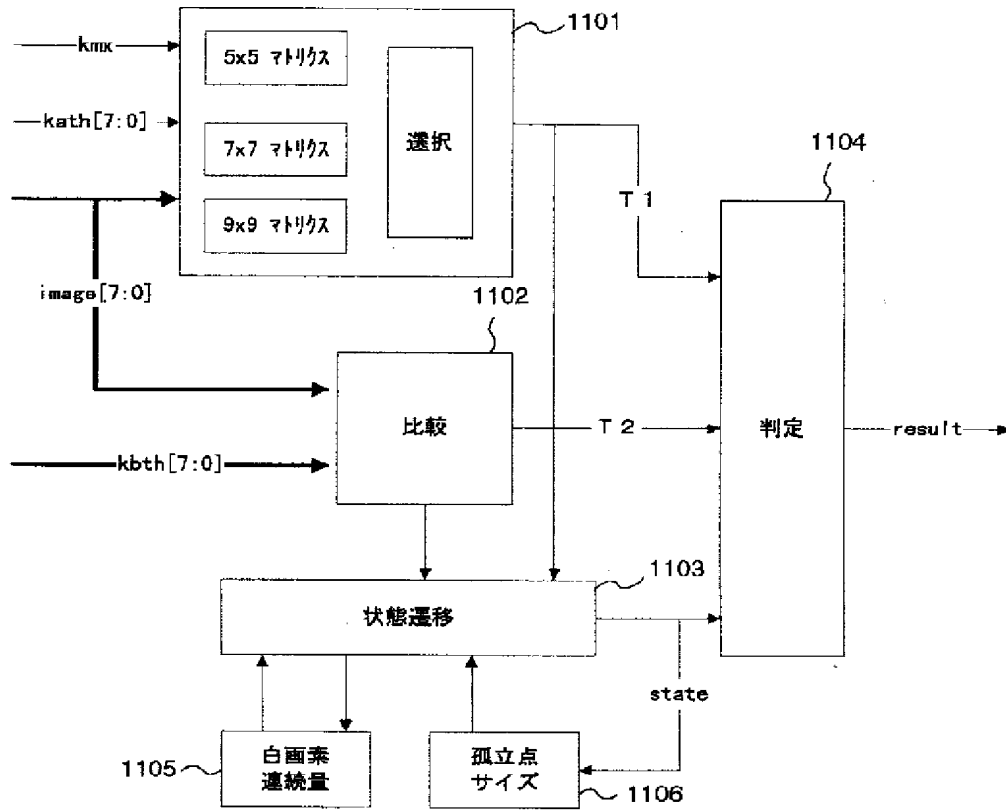 1101
kmx
5x5 マトリクス
kath[7:0]
7x7 マトリクス
選択
9x9 マトリクス
1104
T1
image[7:0]
1102
比較
T2
判定
result
kbth[7:0]
1103
状態遷移
state
1105
白画素
連続量
孤立点
サイズ
1106